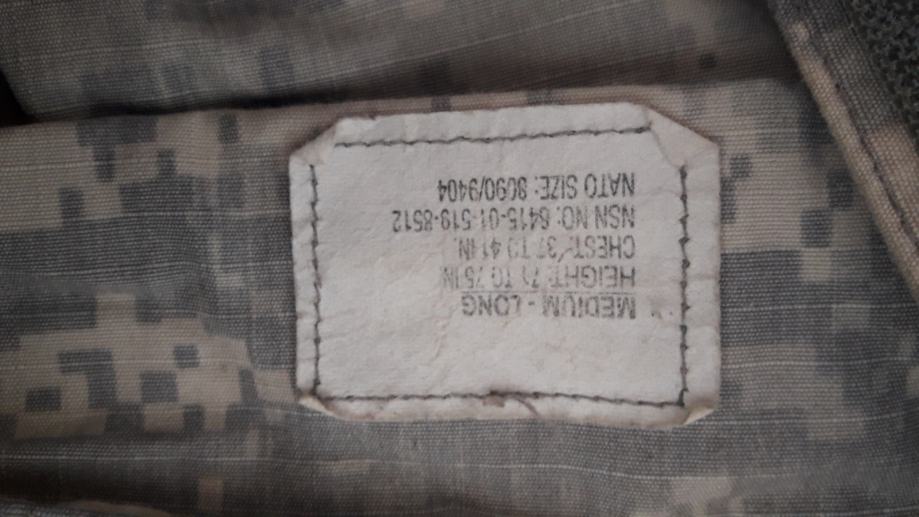 MEDIUM - LONG
HEIGHT: 71 TO 75 IN.
CHEST: 37 TO 41 IN.
NSN NO: 6415-01-519-8512
NATO SIZE: 8090/9404